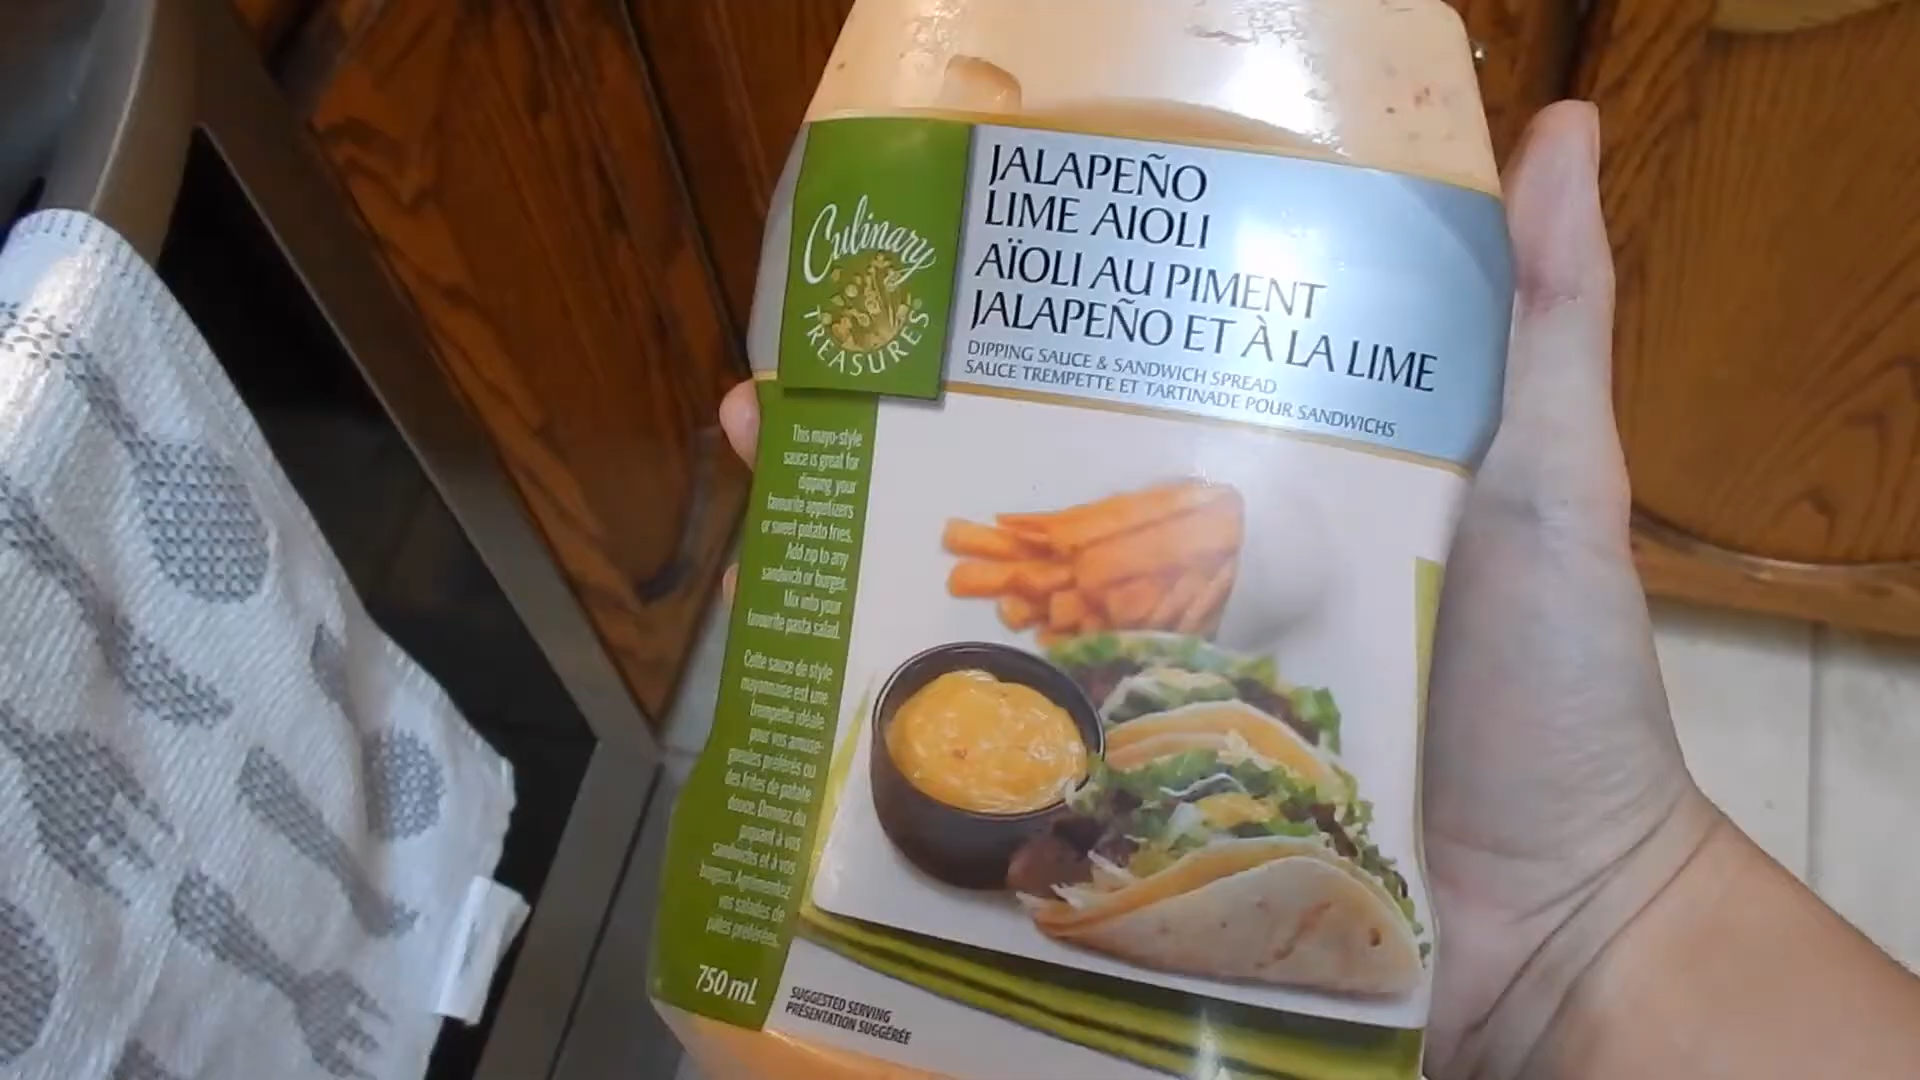 JALAPEÑO
LIME AIOLI
AÏOLI AU PIMENT
JALAPEÑO ET À LA LIME
DIPPING SAUCE & SANDWICH SPREAD
SAUCE TREMPETTE ET TARTINADE POUR SANDWICHS
Culinary
TREASURES
This mayo-style
sauce is great for
dipping your
favourite appetizers
or sweet potato fries.
Add zip to any
sandwich or burger.
Mix into your
favourite pasta salad.
Cette sauce de style
mayonnaise est une
trempette idéale
pour vos amuse-
gueules préférés ou
des frites de patate
douce. Donnez du
piquant à vos
sandwichs et à vos
burgers. Agrémentez
vos salades de
pâtes préférées.
750 mL
SUGGESTED SERVING
PRÉSENTATION SUGGÉRÉE